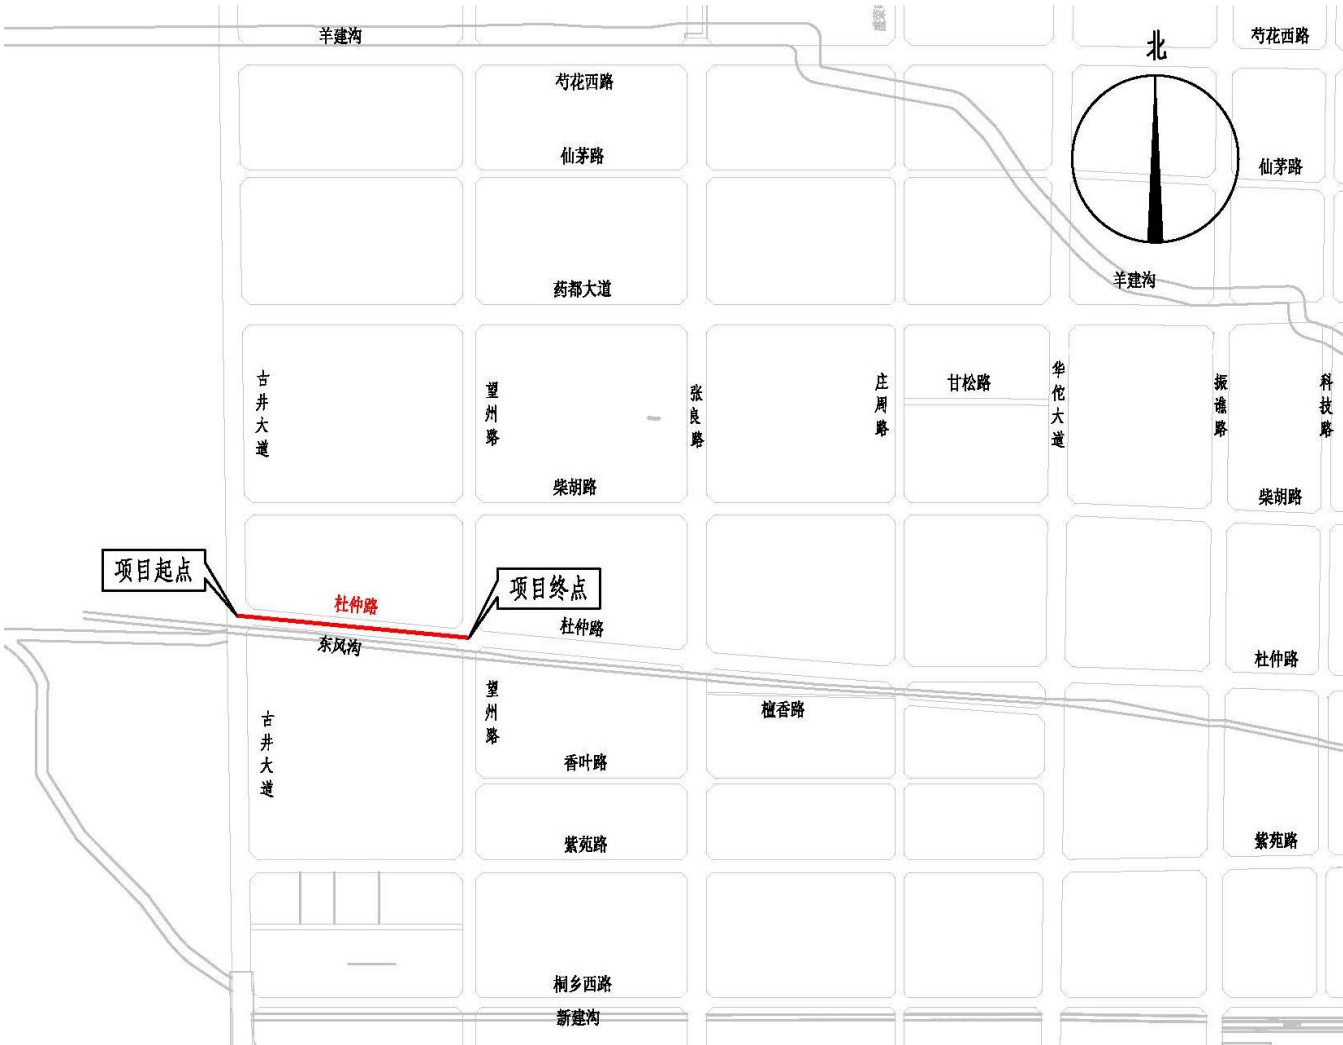 羊建沟
芍花西路
北
芍花西路
仙茅路
仙茅路
药都大道
羊建沟
古井大道
望州路
张良路
庄周路
甘松路
华佗大道
振谯路
科技路
柴胡路
柴胡路
项目起点
项目终点
杜仲路
杜仲路
东风沟
杜仲路
望州路
檀香路
古井大道
香叶路
紫苑路
紫苑路
桐乡西路
新建沟